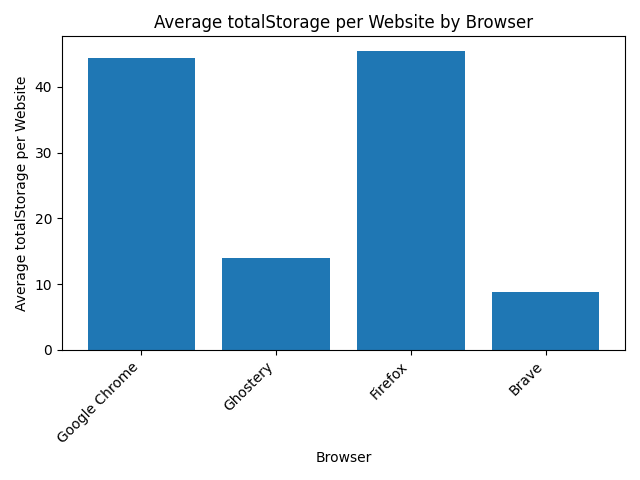 Average totalStorage per Website by Browser
Average totalStorage per Website
40
30
20
10
0
Google Chrome
Ghostery
Firefox
Brave
Browser